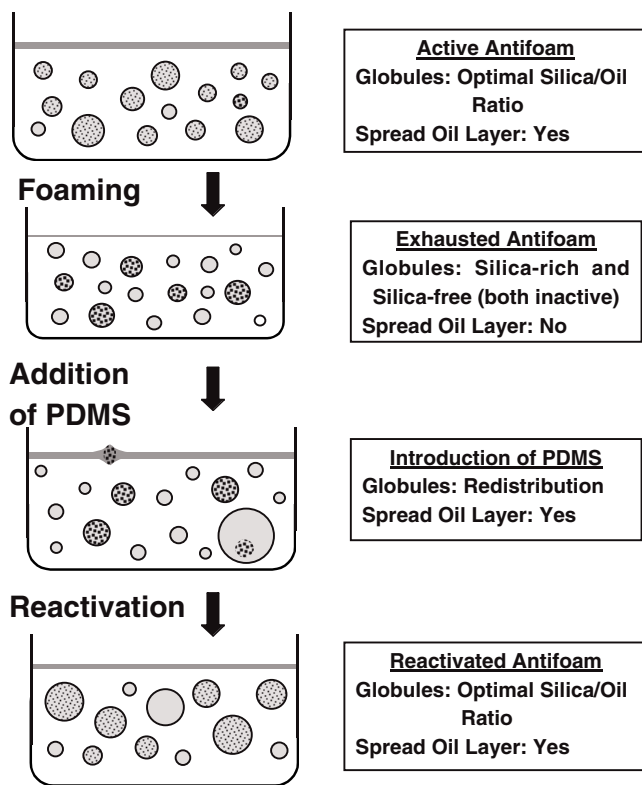 Active Antifoam
Globules: Optimal Silica/Oil
Ratio
Spread Oil Layer: Yes
Foaming
Exhausted Antifoam
Globules: Silica-rich and
Silica-free (both inactive)
Spread Oil Layer: No
Addition
of PDMS
Introduction of PDMS
Globules: Redistribution
Spread Oil Layer: Yes
Reactivation
Reactivated Antifoam
Globules: Optimal Silica/Oil
Ratio
Spread Oil Layer: Yes